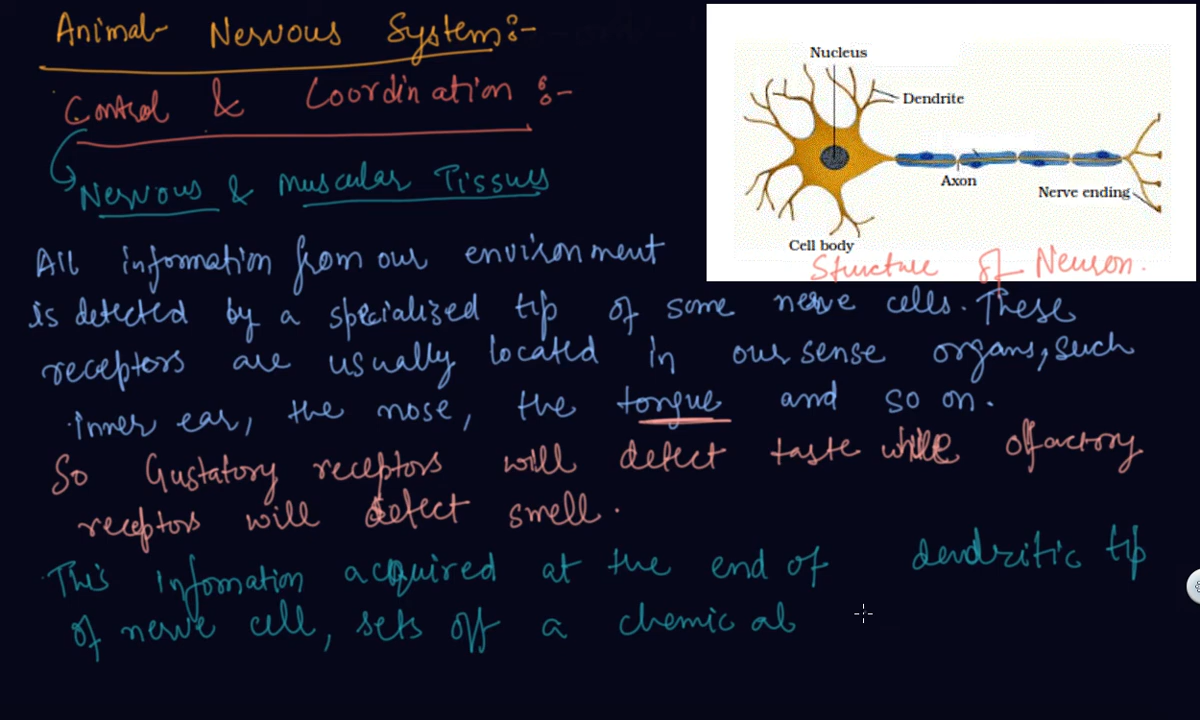 Animal Nervous System:-
Control & Coordination :-
Nervous & Muscular Tissues
Nucleus
Dendrite
Axon
Nerve ending
Cell body
Structure of Neuron.
All information from our environment
is detected by a specialized tip of some nerve cells. These
receptors are usually located in our sense organs, such
inner ear, the nose, the tongue and so on.
So Gustatory receptors will detect taste while olfactory
receptors will detect smell.
This infomation acquired at the end of dendritic tip
of nerve cell, sets off a chemical